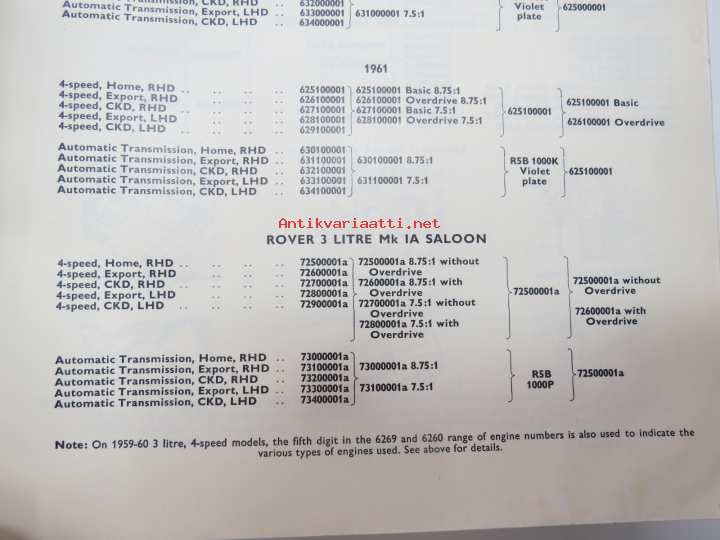 Automatic Transmission, CKD, RHD .. 632000001
Automatic Transmission, Export, LHD .. 633000001 631000001 7.5:1 Violet 625000001
Automatic Transmission, CKD, LHD .. 634000001 plate
1961
4-speed, Home, RHD .. .. .. .. 625100001 625100001 Basic 8.75:1
4-speed, Export, RHD .. .. .. 626100001 626100001 Overdrive 8.75:1 625100001 Basic
4-speed, CKD, RHD .. .. .. .. 627100001 627100001 Basic 7.5:1 625100001
4-speed, Export, LHD .. .. .. 628100001 628100001 Overdrive 7.5:1 626100001 Overdrive
4-speed, CKD, LHD .. .. .. .. 629100001
Automatic Transmission, Home, RHD .. 630100001
Automatic Transmission, Export, RHD .. 631100001 630100001 8.75:1 R5B 1000K
Automatic Transmission, CKD, RHD .. 632100001 Violet 625100001
Automatic Transmission, Export, LHD .. 633100001 631100001 7.5:1 plate
Automatic Transmission, CKD, LHD .. 634100001
Antikvariaatti.net
ROVER 3 LITRE Mk IA SALOON
4-speed, Home, RHD .. .. .. .. 72500001a 72500001a 8.75:1 without
4-speed, Export, RHD .. .. .. 72600001a Overdrive 72500001a without
4-speed, CKD, RHD .. .. .. .. 72700001a 72600001a 8.75:1 with Overdrive
4-speed, Export, LHD .. .. .. 72800001a Overdrive 72500001a
4-speed, CKD, LHD .. .. .. .. 72900001a 72700001a 7.5:1 without 72600001a with
Overdrive Overdrive
72800001a 7.5:1 with
Overdrive
Automatic Transmission, Home, RHD .. 73000001a
Automatic Transmission, Export, RHD .. 73100001a 73000001a 8.75:1
Automatic Transmission, CKD, RHD .. 73200001a R5B 72500001a
Automatic Transmission, Export, LHD .. 73300001a 73100001a 7.5:1 1000P
Automatic Transmission, CKD, LHD .. 73400001a
Note: On 1959-60 3 litre, 4-speed models, the fifth digit in the 6269 and 6260 range of engine numbers is also used to indicate the
various types of engines used. See above for details.